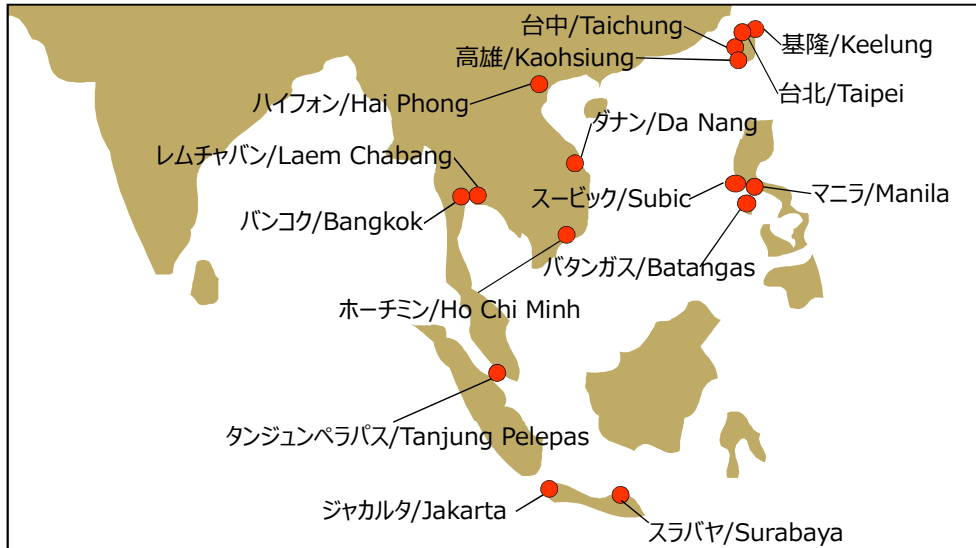 台中/Taichung
基隆/Keelung
高雄/Kaohsiung
台北/Taipei
ハイフォン/Hai Phong
ダナン/Da Nang
レムチャバン/Laem Chabang
スービック/Subic
マニラ/Manila
バンコク/Bangkok
バタンガス/Batangas
ホーチミン/Ho Chi Minh
タンジュンペラパス/Tanjung Pelepas
ジャカルタ/Jakarta
スラバヤ/Surabaya